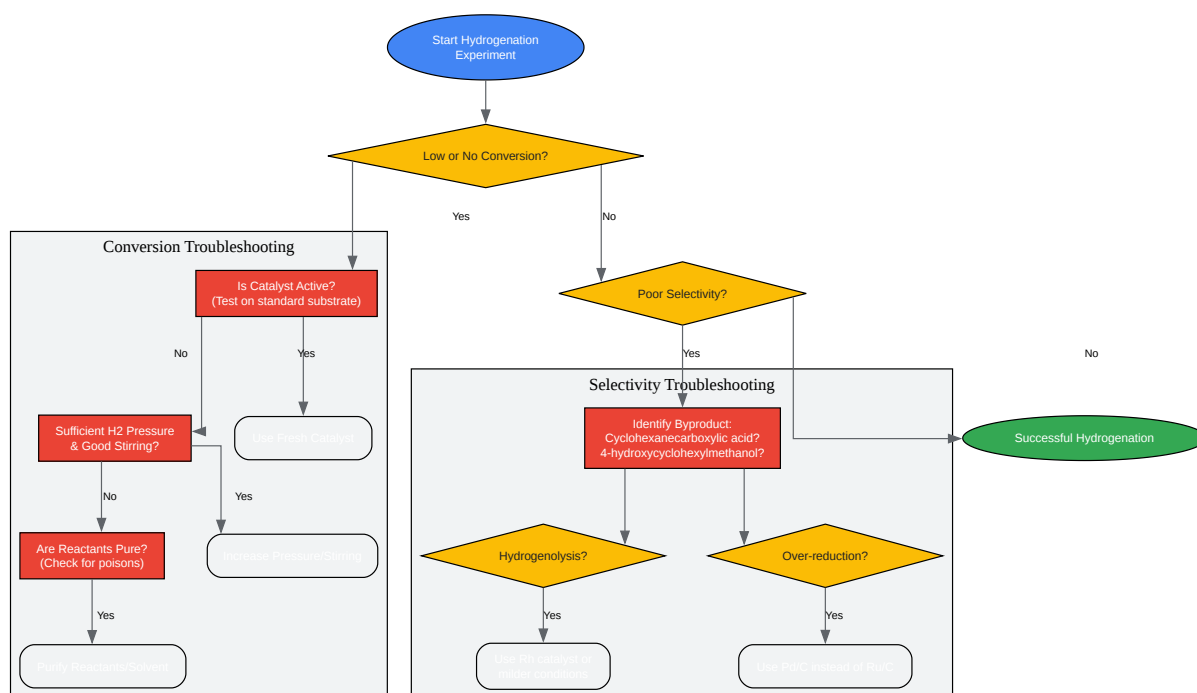 Start Hydrogenation
Experiment
Low or No Conversion?
Yes
No
Conversion Troubleshooting
Is Catalyst Active?
(Test on standard substrate)
Poor Selectivity?
No
Yes
Yes
No
Selectivity Troubleshooting
Sufficient H2 Pressure
& Good Stirring?
Use Fresh Catalyst
Identify Byproduct:
Cyclohexanecarboxylic acid?
4-hydroxycyclohexylmethanol?
Successful Hydrogenation
No
Yes
Are Reactants Pure?
(Check for poisons)
Increase Pressure/Stirring
Hydrogenolysis?
Over-reduction?
Yes
Yes
Yes
Purify Reactants/Solvent
Use Rh catalyst or
milder conditions
Use Pd/C instead of Ru/C